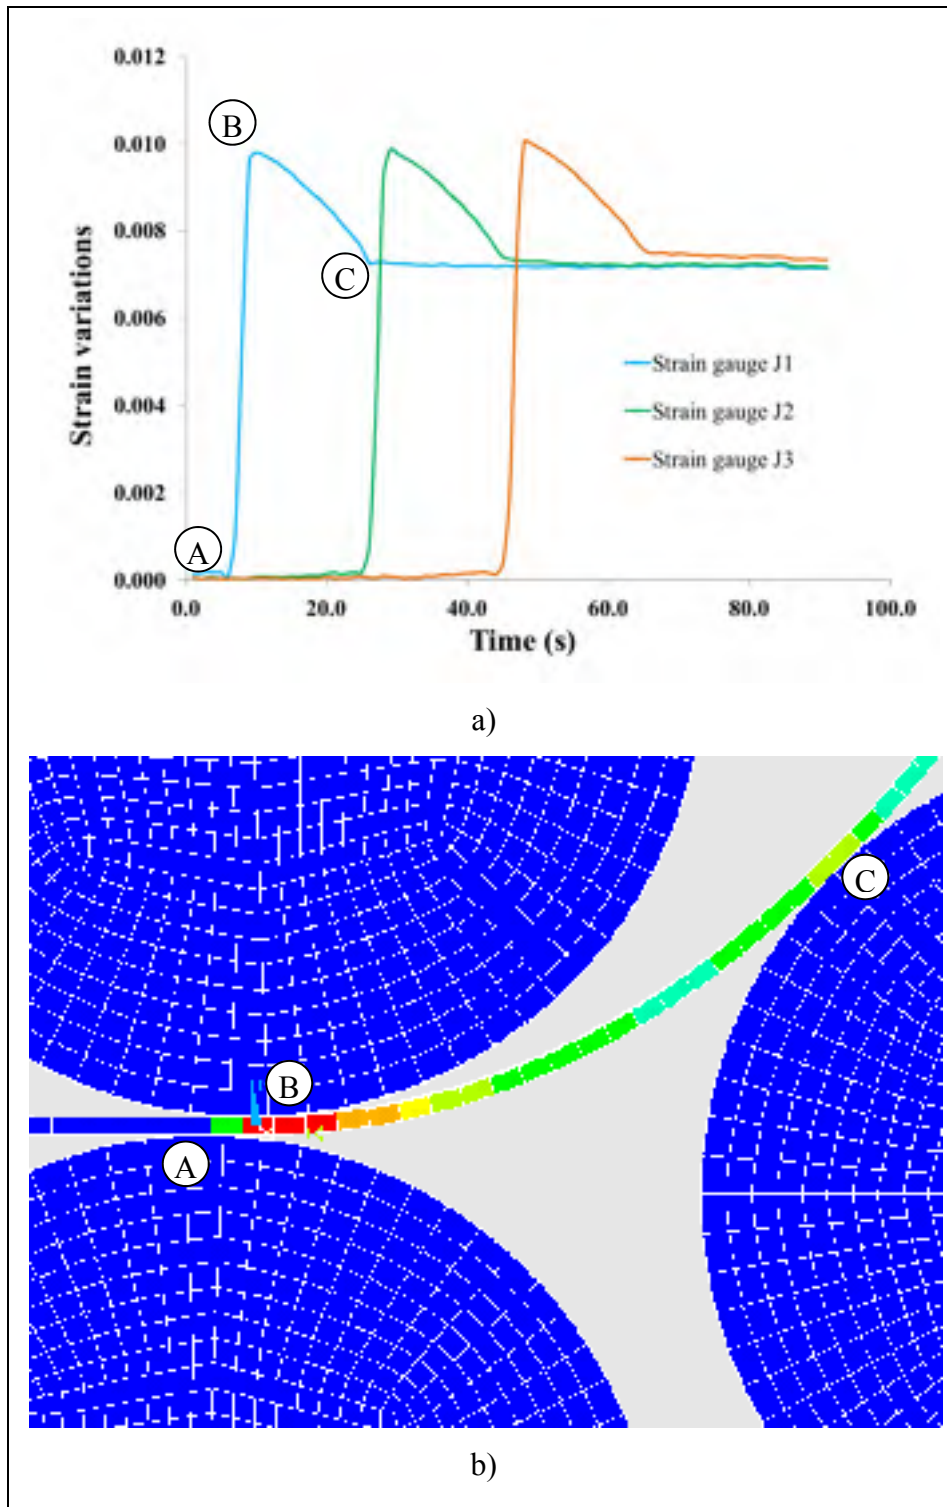 0.012
B
0.010
0.008
C
0.006
Strain variations
Strain gauge J1
0.004
Strain gauge J2
Strain gauge J3
0.002
A
0.000
0.0 20.0 40.0 60.0 80.0 100.0
Time (s)
a)
C
B
A
b)